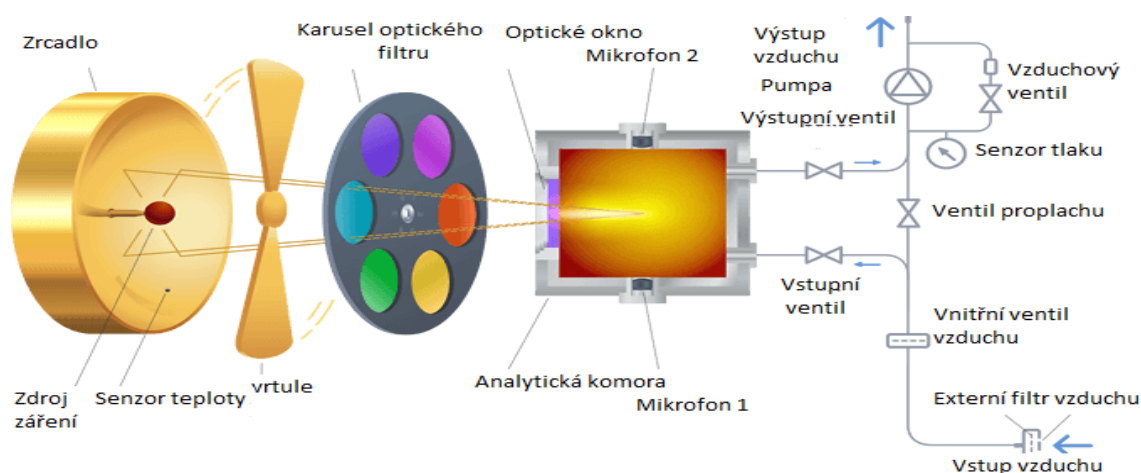 Zrcadlo
Karusel optického
filtru
Optické okno
Mikrofon 2
Výstup
vzduchu
Pumpa
Výstupní ventil
Vzduchový
ventil
Senzor tlaku
Ventil proplachu
Vstupní
ventil
Vnitřní ventil
vzduchu
Externí filtr vzduchu
Vstup vzduchu
Zdroj
záření
Senzor teploty
vrtule
Analytická komora
Mikrofon 1